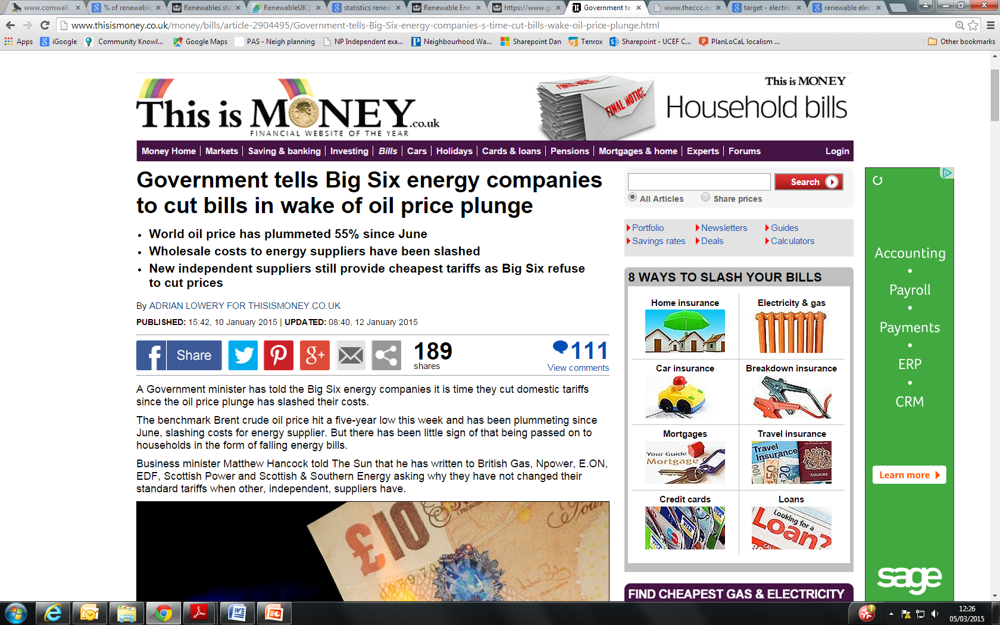 www.cornwall.
% of renewable
Renewables sta
RenewableUK |
statistics renew
Renewable Ene
https://www.g
Government te
www.theccc.or
target - electric
renewable elec
www.thisismoney.co.uk/money/bills/article-2904495/Government-tells-Big-Six-energy-companies-s-time-cut-bills-wake-oil-price-plunge.html
Apps
iGoogle
Community Knowl...
Google Maps
PAS - Neigh planning
NP Independent exa...
Neighbourhood Wa...
Sharepoint Dan
Tenrox
Sharepoint - UCEF C...
PlanLoCaL localism ...
Other bookmarks
This is MONEY.co.uk
FINANCIAL WEBSITE OF THE YEAR
FINAL NOTICE
This is MONEY
Household bills
Money Home | Markets | Saving & banking | Investing | Bills | Cars | Holidays | Cards & loans | Pensions | Mortgages & home | Experts | Forums
Login
Government tells Big Six energy companies
to cut bills in wake of oil price plunge
• World oil price has plummeted 55% since June
• Wholesale costs to energy suppliers have been slashed
• New independent suppliers still provide cheapest tariffs as Big Six refuse
to cut prices
By ADRIAN LOWERY FOR THISISMONEY.CO.UK
PUBLISHED: 15:42, 10 January 2015 | UPDATED: 08:40, 12 January 2015
Share
189
shares
111
View comments
A Government minister has told the Big Six energy companies it is time they cut domestic tariffs
since the oil price plunge has slashed their costs.
The benchmark Brent crude oil price hit a five-year low this week and has been plummeting since
June, slashing costs for energy supplier. But there has been little sign of that being passed on to
households in the form of falling energy bills.
Business minister Matthew Hancock told The Sun that he has written to British Gas, Npower, E.ON,
EDF, Scottish Power and Scottish & Southern Energy asking why they have not changed their
standard tariffs when other, independent, suppliers have.
£10
Search
All Articles
Share prices
Portfolio
Newsletters
Guides
Savings rates
Deals
Calculators
8 WAYS TO SLASH YOUR BILLS
Home insurance
Electricity & gas
Car insurance
Breakdown insurance
Mortgages
Your Guide
Mortgage
Travel insurance
Travel
Insurance
PASSPORT
Credit cards
VISA
Loans
Looking for a
Loan?
FIND CHEAPEST GAS & ELECTRICITY
Accounting
•
Payroll
•
Payments
•
ERP
•
CRM
Learn more
sage
12:26
05/03/2015